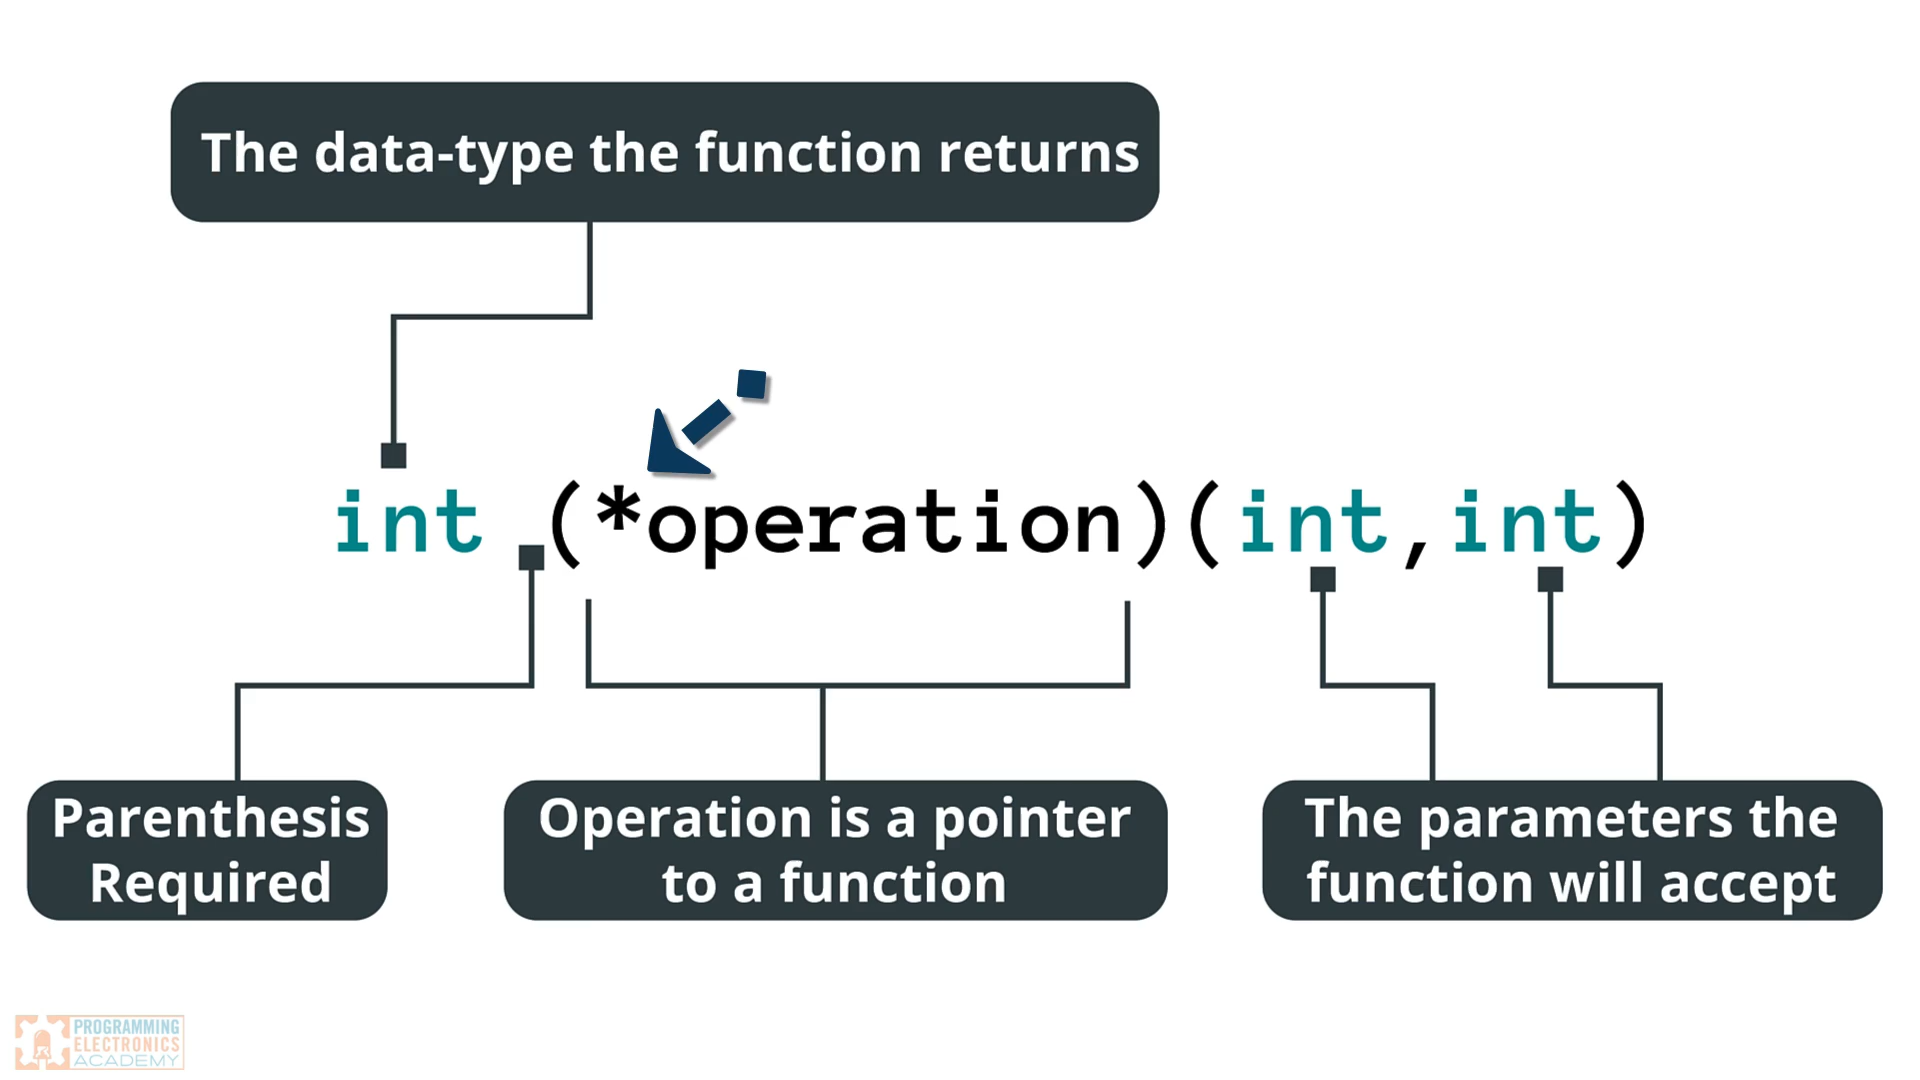 The data-type the function returns
int (*operation)(int,int)
Parenthesis
Required
Operation is a pointer
to a function
The parameters the
function will accept
PROGRAMMING
ELECTRONICS
ACADEMY